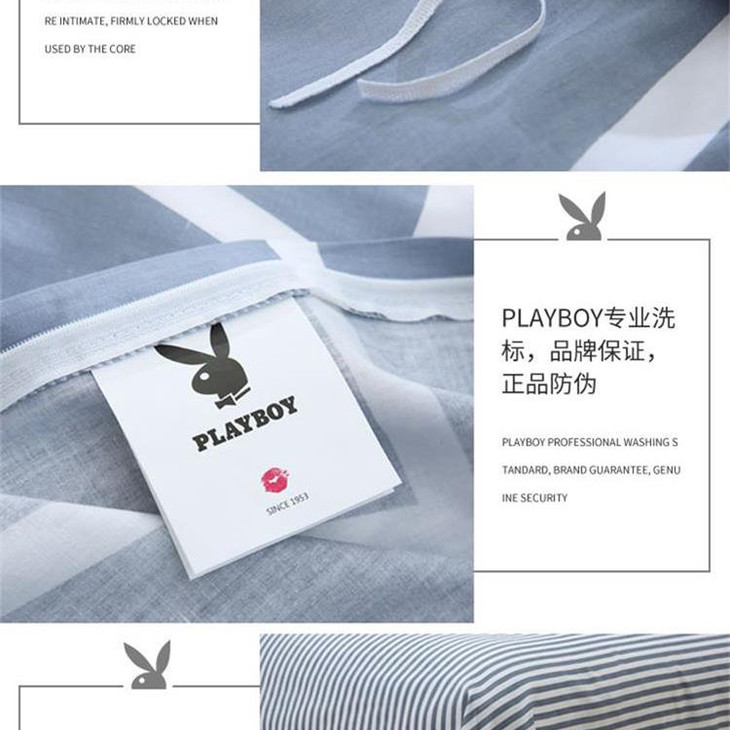 RE INTIMATE, FIRMLY LOCKED WHEN
USED BY THE CORE
PLAYBOY
SINCE 1953
PLAYBOY专业洗
标，品牌保证，
正品防伪
PLAYBOY PROFESSIONAL WASHING S
TANDARD, BRAND GUARANTEE, GENU
INE SECURITY